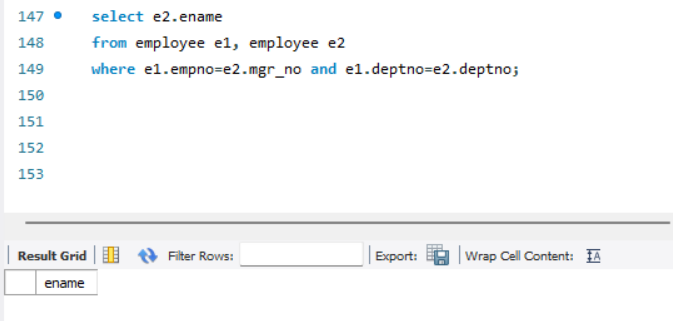 147 select e2.ename
148 from employee e1, employee e2
149 where e1.empno=e2.mgr_no and e1.deptno=e2.deptno;
150
151
152
153
Result Grid Filter Rows: Export: Wrap Cell Content: IA
ename